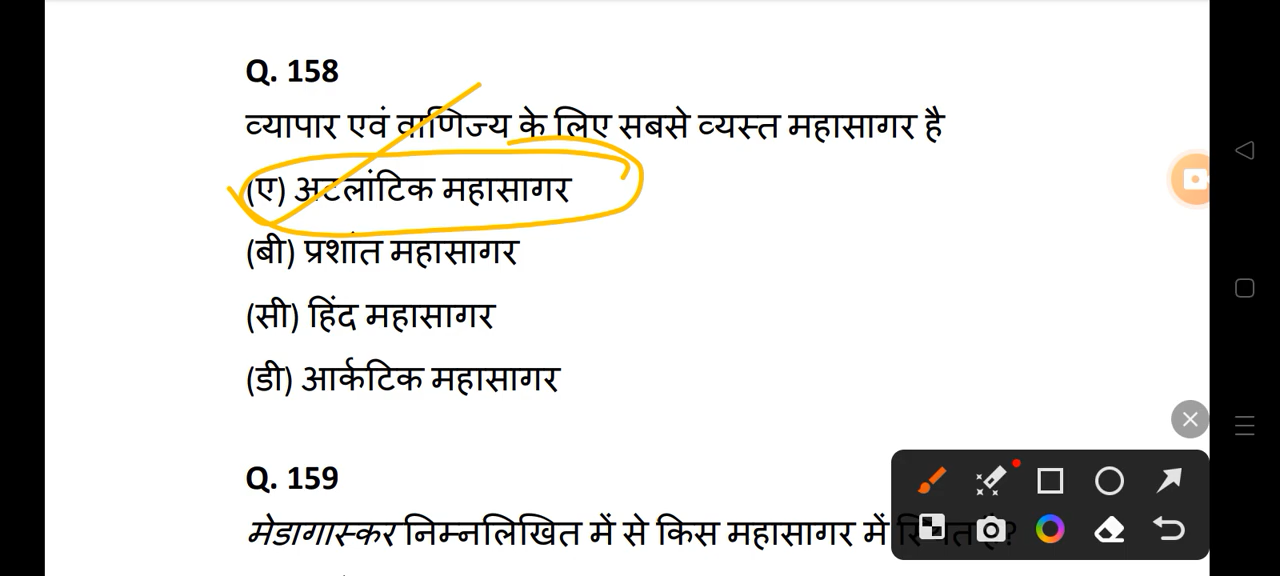 Q. 158
व्यापार एवं वाणिज्य के लिए सबसे व्यस्त महासागर है
(ए) अटलांटिक महासागर
(बी) प्रशांत महासागर
(सी) हिंद महासागर
(डी) आर्कटिक महासागर
Q. 159
मेडागास्कर निम्नलिखित में से किस महासागर में स्थित है?